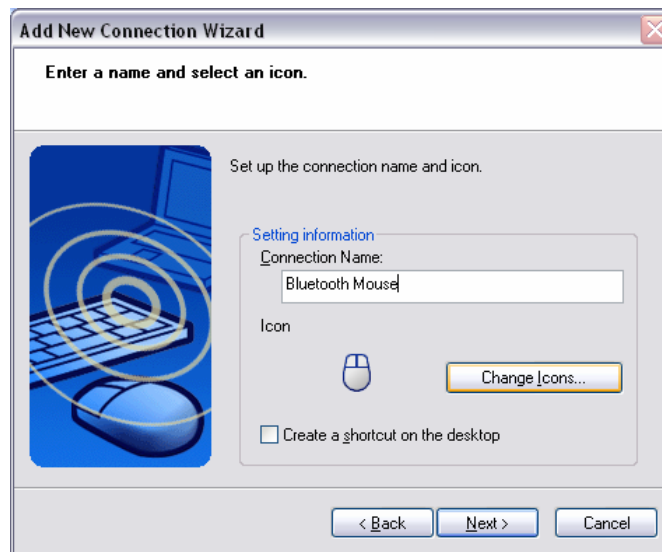 Add New Connection Wizard
Enter a name and select an icon.
Set up the connection name and icon.
Setting information
Connection Name:
Bluetooth Mouse
Icon
Change Icons...
Create a shortcut on the desktop
< Back
Next >
Cancel